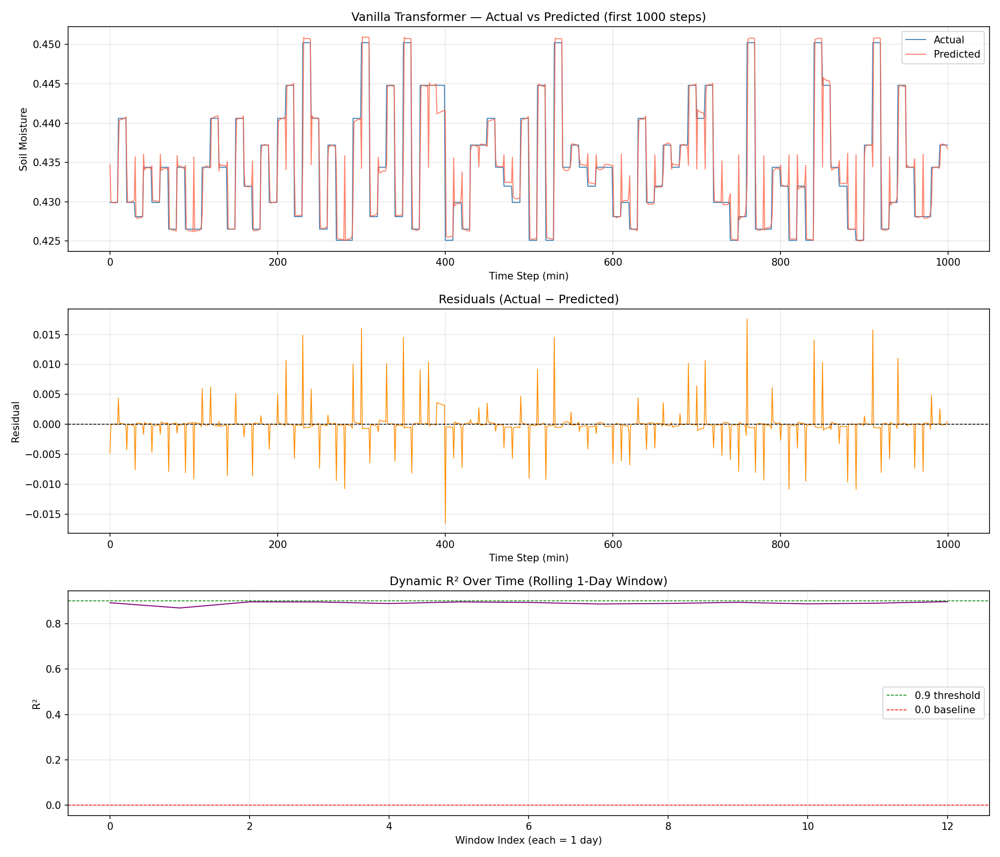 Vanilla Transformer — Actual vs Predicted (first 1000 steps)
Soil Moisture
0.450
0.445
0.440
0.435
0.430
0.425
Actual
Predicted
0 200 400 600 800 1000
Time Step (min)
Residuals (Actual − Predicted)
Residual
0.015
0.010
0.005
0.000
−0.005
−0.010
−0.015
0 200 400 600 800 1000
Time Step (min)
Dynamic R² Over Time (Rolling 1-Day Window)
R²
0.8
0.6
0.4
0.2
0.0
0.9 threshold
0.0 baseline
0 2 4 6 8 10 12
Window Index (each = 1 day)